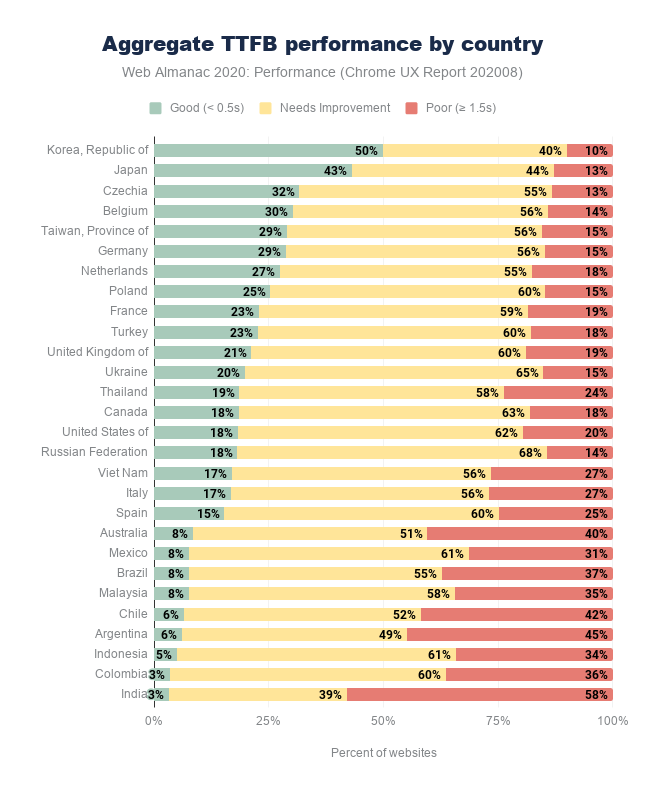 Aggregate TTFB performance by country
Web Almanac 2020: Performance (Chrome UX Report 202008)
Good (< 0.5s) Needs Improvement Poor (≥ 1.5s)
Korea, Republic of 50% 40% 10%
Japan 43% 44% 13%
Czechia 32% 55% 13%
Belgium 30% 56% 14%
Taiwan, Province of 29% 56% 15%
Germany 29% 56% 15%
Netherlands 27% 55% 18%
Poland 25% 60% 15%
France 23% 59% 19%
Turkey 23% 60% 18%
United Kingdom of 21% 60% 19%
Ukraine 20% 65% 15%
Thailand 19% 58% 24%
Canada 18% 63% 18%
United States of 18% 62% 20%
Russian Federation 18% 68% 14%
Viet Nam 17% 56% 27%
Italy 17% 56% 27%
Spain 15% 60% 25%
Australia 8% 51% 40%
Mexico 8% 61% 31%
Brazil 8% 55% 37%
Malaysia 8% 58% 35%
Chile 6% 52% 42%
Argentina 6% 49% 45%
Indonesia 5% 61% 34%
Colombia 3% 60% 36%
India 3% 39% 58%
0% 25% 50% 75% 100%
Percent of websites